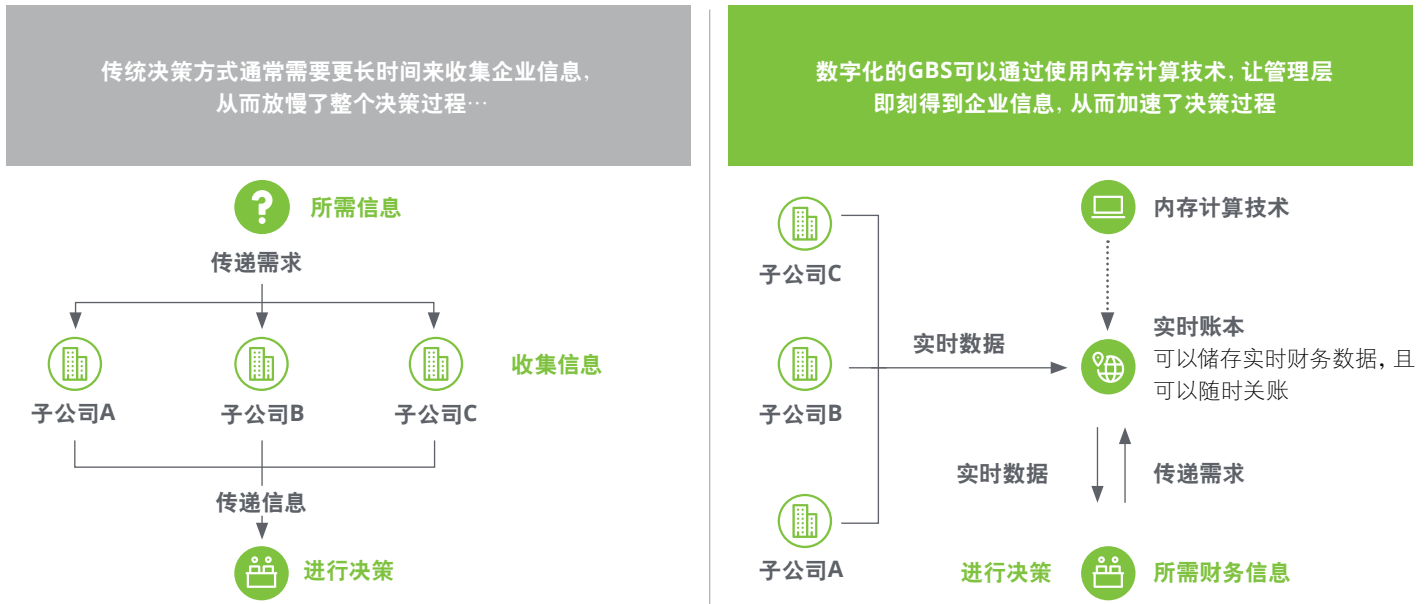 传统决策方式通常需要更长时间来收集企业信息,
从而放慢了整个决策过程…
所需信息
传递需求
收集信息
子公司A
子公司B
子公司C
传递信息
进行决策
数字化的GBS可以通过使用内存计算技术, 让管理层
即刻得到企业信息, 从而加速了决策过程
子公司C
内存计算技术
实时账本
可以储存实时财务数据, 且
可以随时关账
实时数据
子公司B
实时数据
传递需求
子公司A
进行决策
所需财务信息